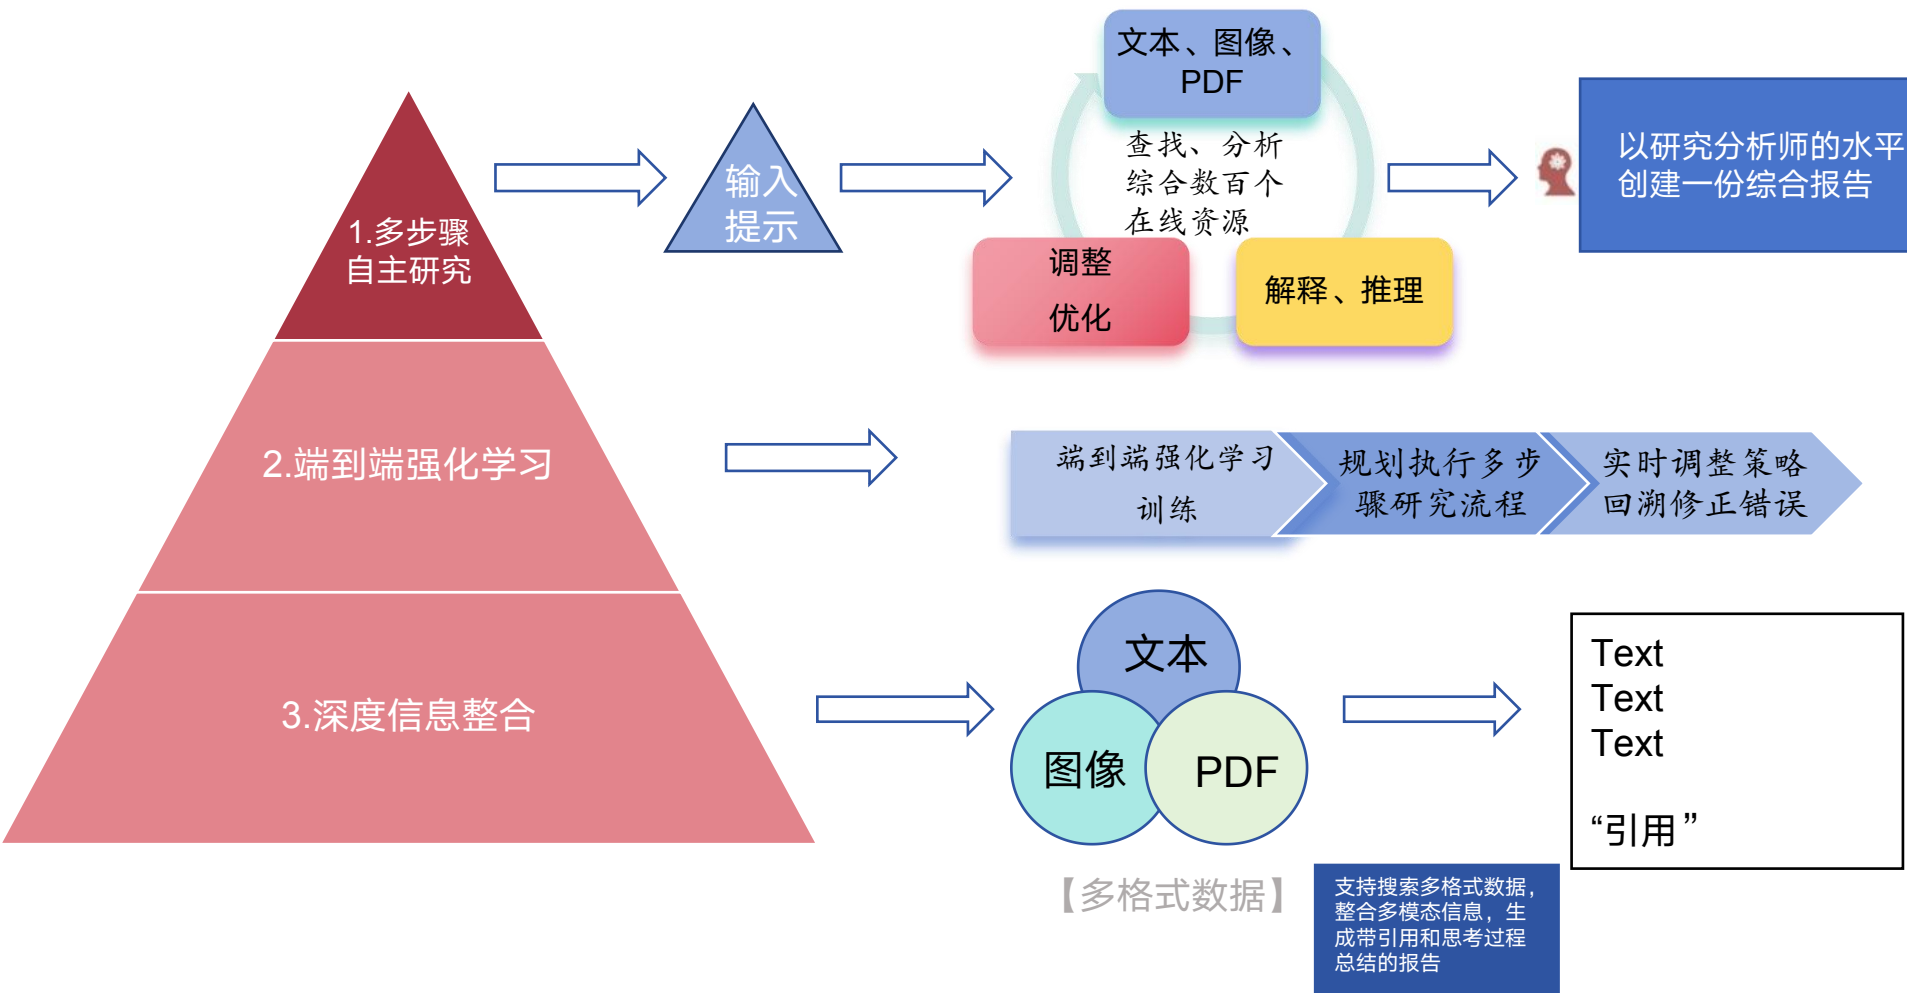 1.多步骤
自主研究
输入
提示
文本、图像、
PDF
查找、分析
综合数百个
在线资源
调整
优化
解释、推理
以研究分析师的水平
创建一份综合报告
2.端到端强化学习
端到端强化学习
训练
规划执行多步
骤研究流程
实时调整策略
回溯修正错误
3.深度信息整合
文本
图像
PDF
【多格式数据】
Text
Text
Text
“引用”
支持搜索多格式数据，
整合多模态信息，生
成带引用和思考过程
总结的报告